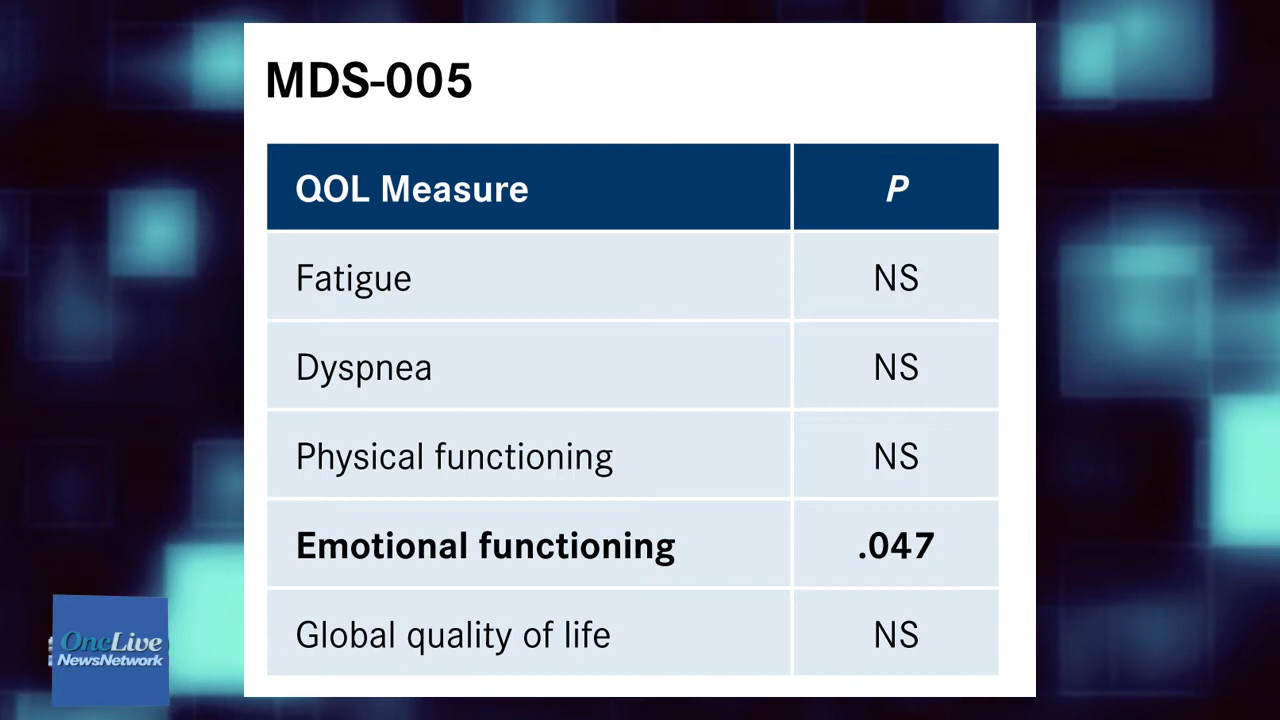 MDS-005
QOL Measure P
Fatigue NS
Dyspnea NS
Physical functioning NS
Emotional functioning .047
Global quality of life NS
OncLive
NewsNetwork